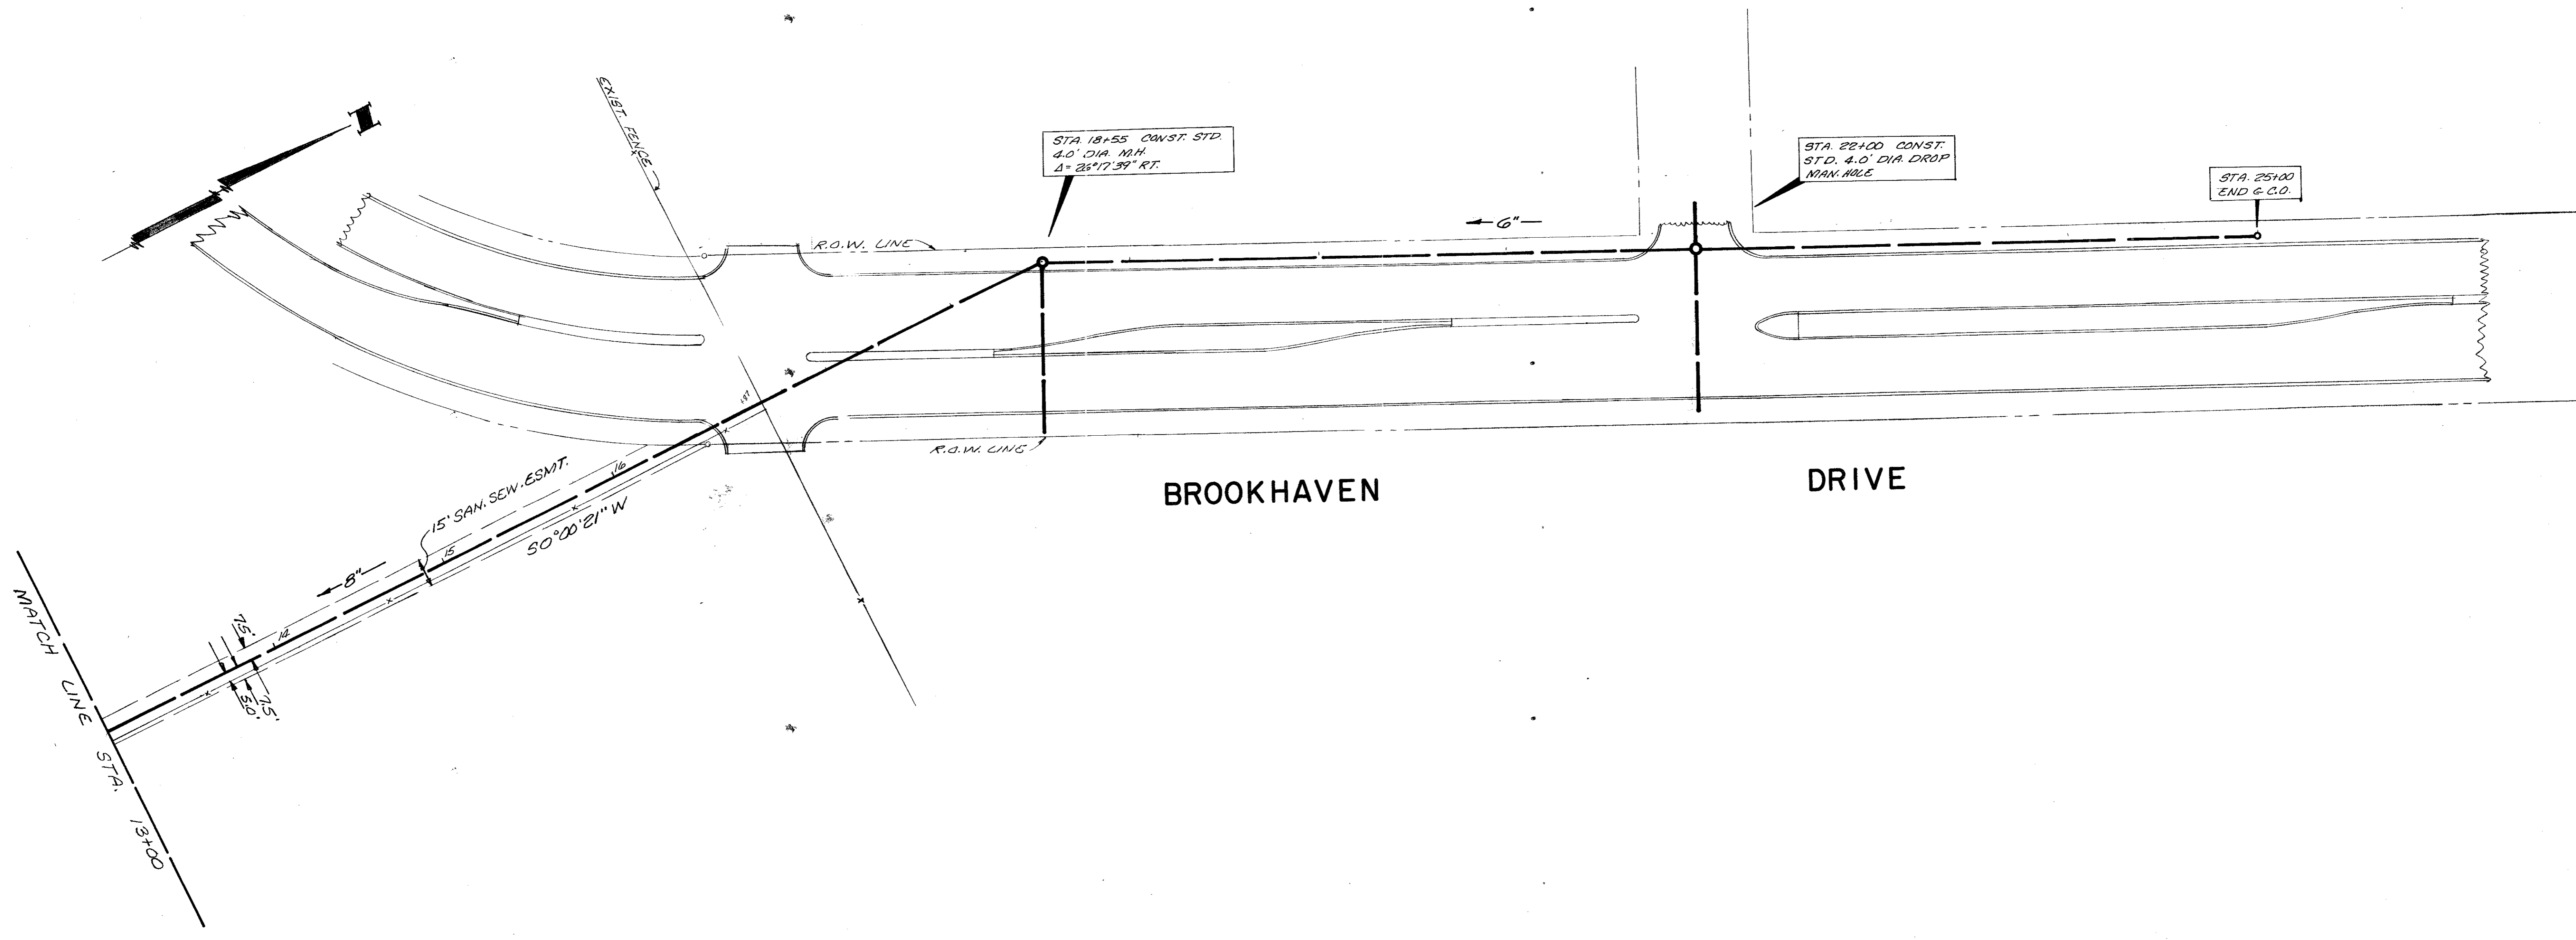 EXIST. FENCE
STA. 18+55 CONST. STD.
4.0' DIA. M.H.
Δ= 26°17'39" RT.
STA. 22+00 CONST.
STD. 4.0' DIA. DROP
MAN. HOLE
STA. 25+00
END & C.O.
6"
R.O.W. LINE
+87
R.O.W. LINE
BROOKHAVEN DRIVE
16
15' SAN. SEW. ESMT.
S0°00'21" W
15
8"
14
7.5'
7.5'
5.0'
MATCH LINE STA. 13+00